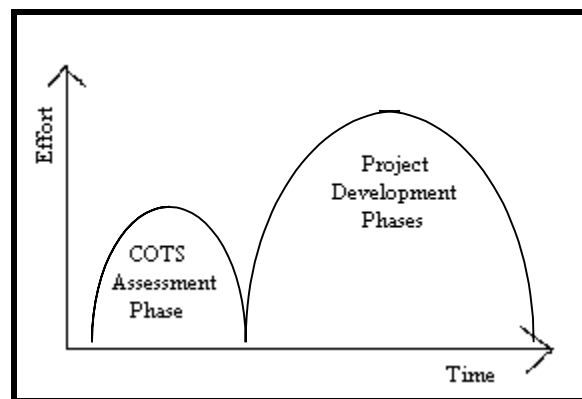 Effort
COTS
Assessment
Phase
Project
Development
Phases
Time